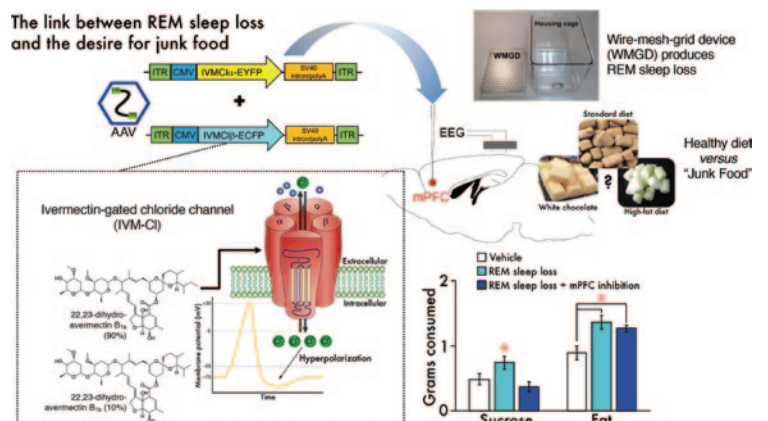 The link between REM sleep loss
and the desire for junk food
ITR CMV IVMClα-EYFP SV40 intron/polyA ITR
AAV
+
ITR CMV IVMClβ-ECFP SV40 intron/polyA ITR
EEG
mPFC
WMGD
Housing cage
Wire-mesh-grid device
(WMGD) produces
REM sleep loss
Standard diet
White chocolate
?
High-fat diet
Healthy diet
versus
"Junk Food"
Ivermectin-gated chloride channel
(IVM-Cl)
α β α β
Extracellular
Intracellular
22,23-dihydro-
avermectin B1a
(90%)
22,23-dihydro-
avermectin B1b (10%)
Membrane potential (mV)
Hyperpolarization
Time
Vehicle
REM sleep loss
REM sleep loss + mPFC inhibition
Grams consumed
2
1
0
*
Sucrose
Fat